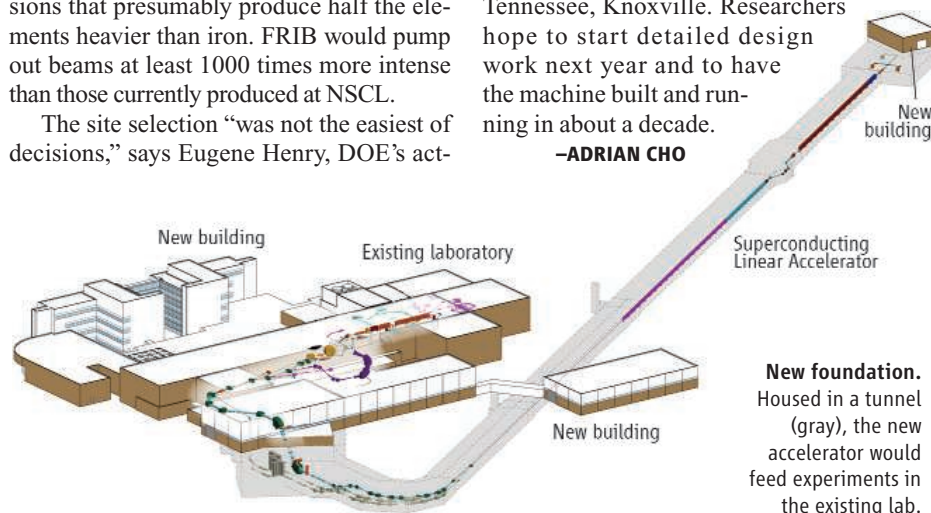 sions that presumably produce half the ele-
ments heavier than iron. FRIB would pump
out beams at least 1000 times more intense
than those currently produced at NSCL.
The site selection “was not the easiest of
decisions,” says Eugene Henry, DOE’s act-
Tennessee, Knoxville. Researchers
hope to start detailed design
work next year and to have
the machine built and run-
ning in about a decade.
–ADRIAN CHO
New
building
New building
Existing laboratory
Superconducting
Linear Accelerator
New building
New foundation.
Housed in a tunnel
(gray), the new
accelerator would
feed experiments in
the existing lab.